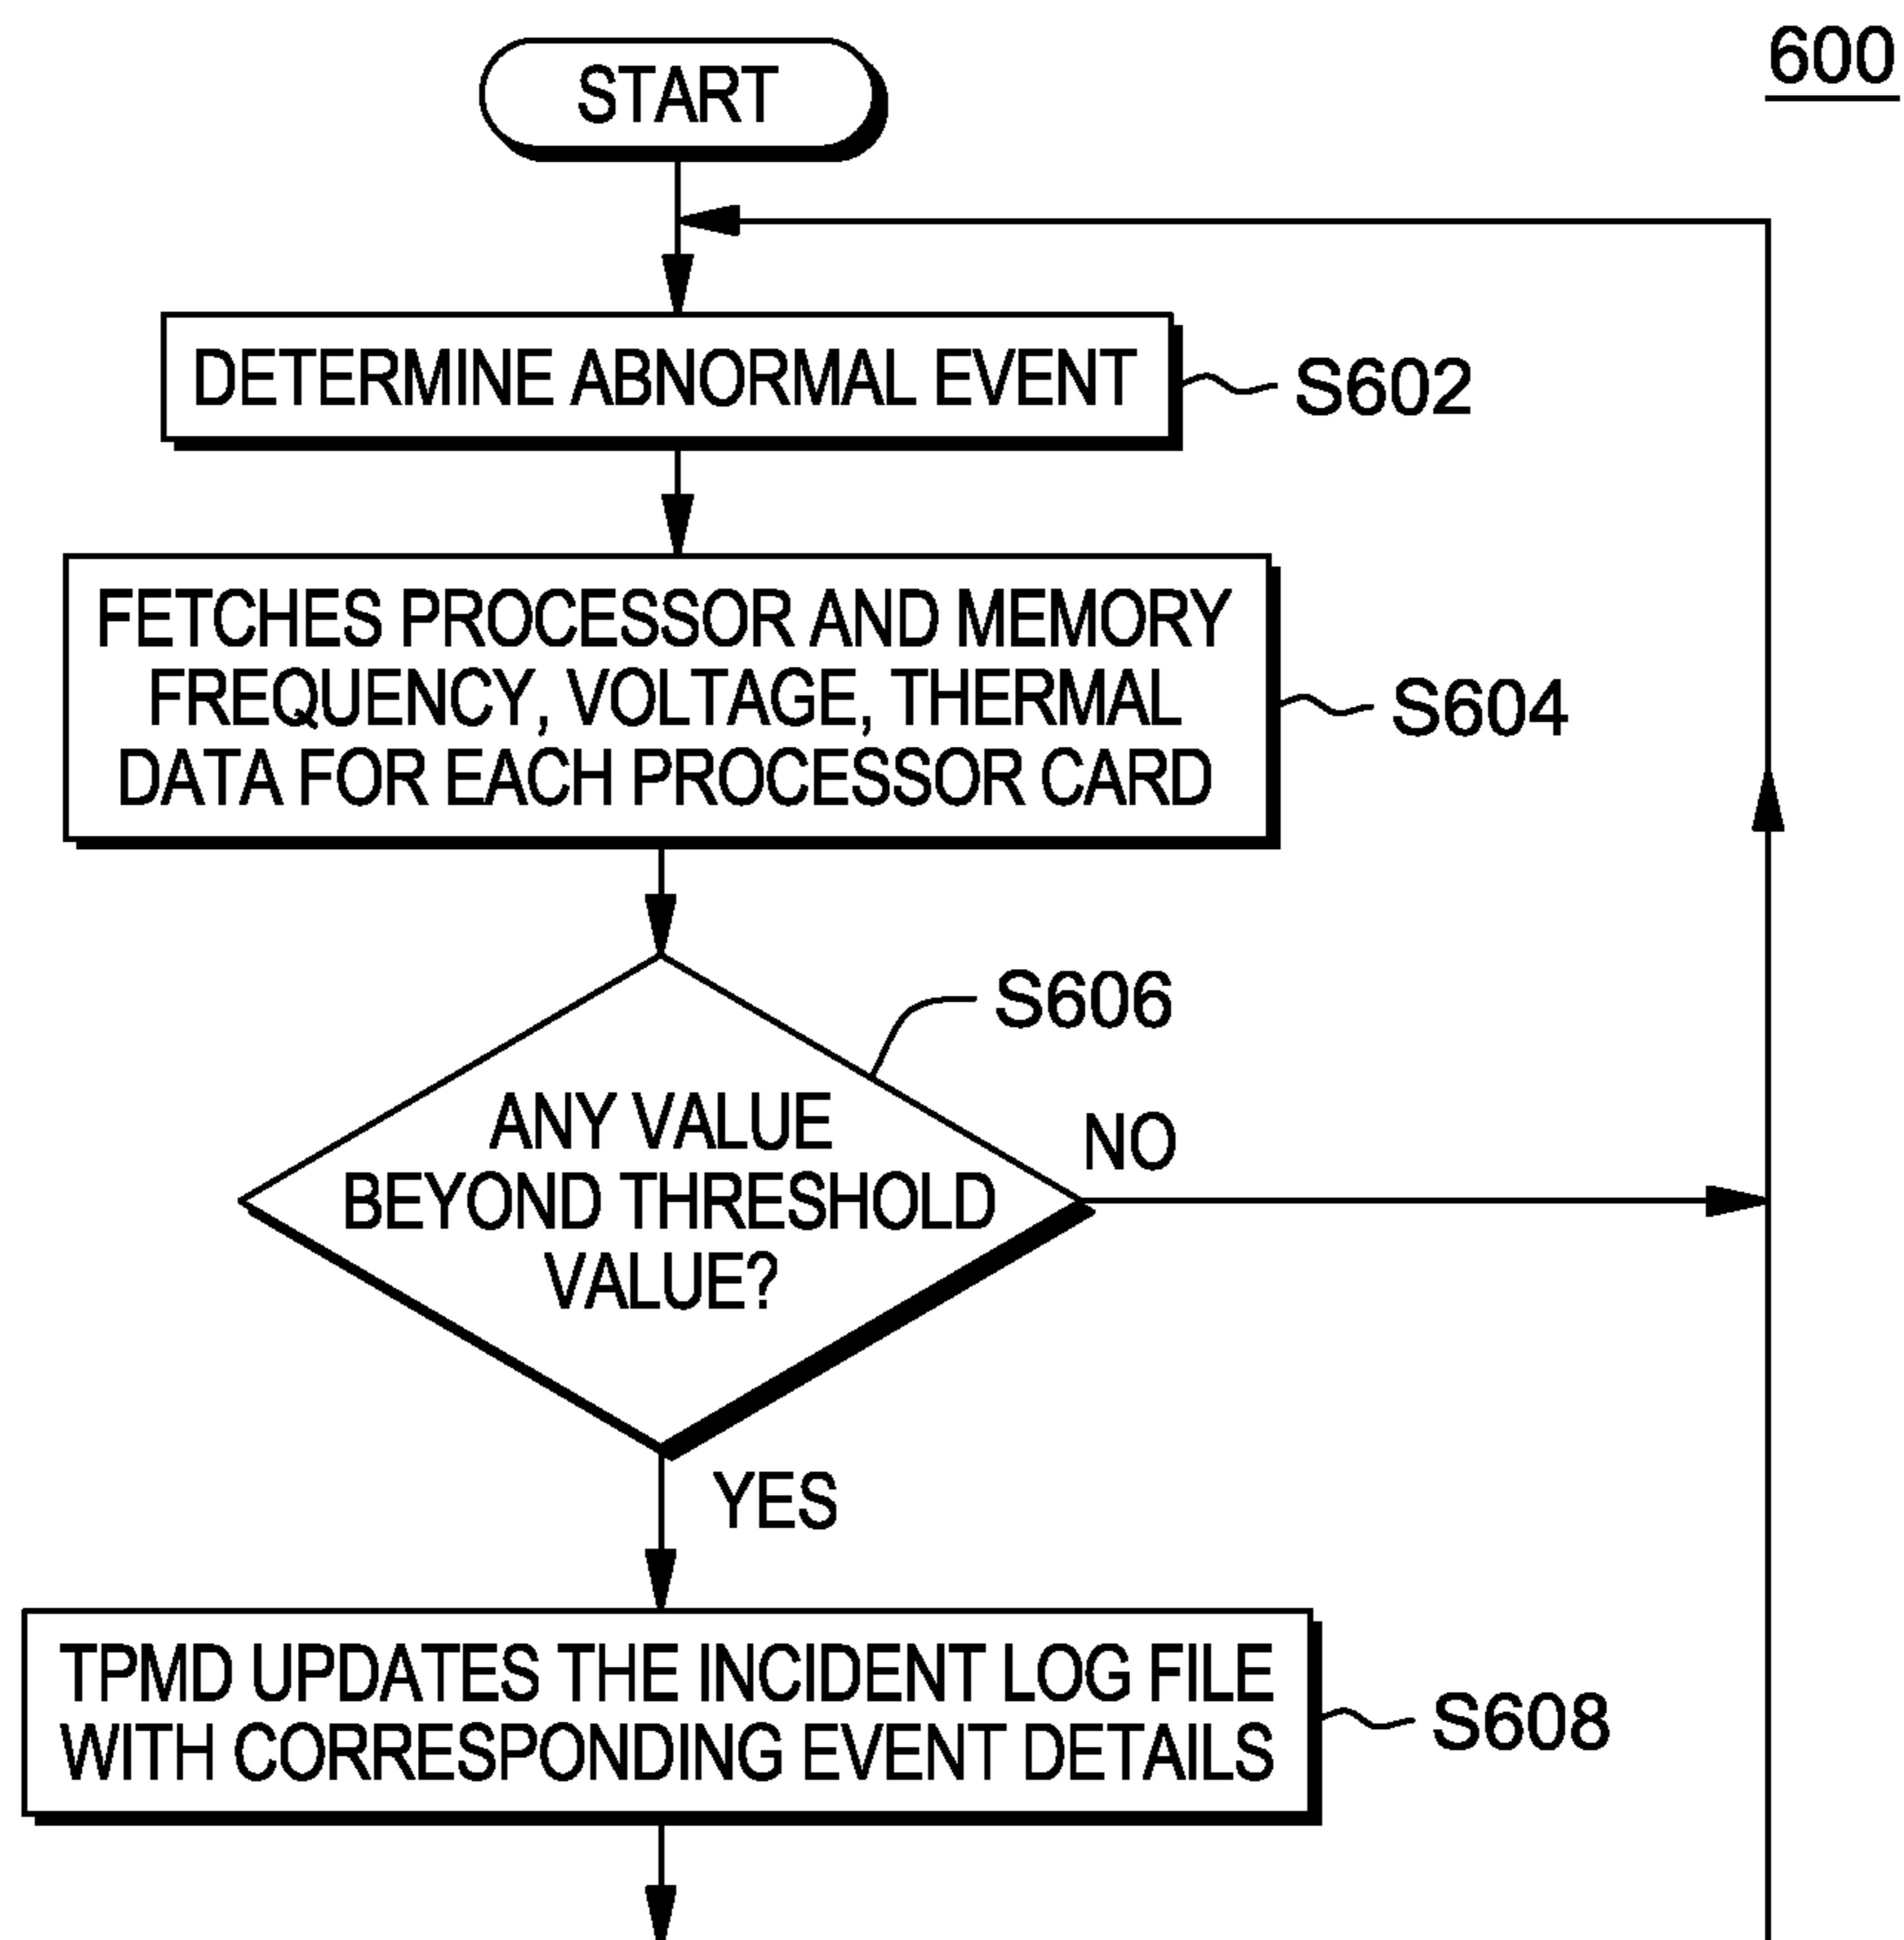 600
START
DETERMINE ABNORMAL EVENT
S602
FETCHES PROCESSOR AND MEMORY
FREQUENCY, VOLTAGE, THERMAL
DATA FOR EACH PROCESSOR CARD
S604
S606
ANY VALUE
BEYOND THRESHOLD
VALUE?
NO
YES
TPMD UPDATES THE INCIDENT LOG FILE
WITH CORRESPONDING EVENT DETAILS
S608